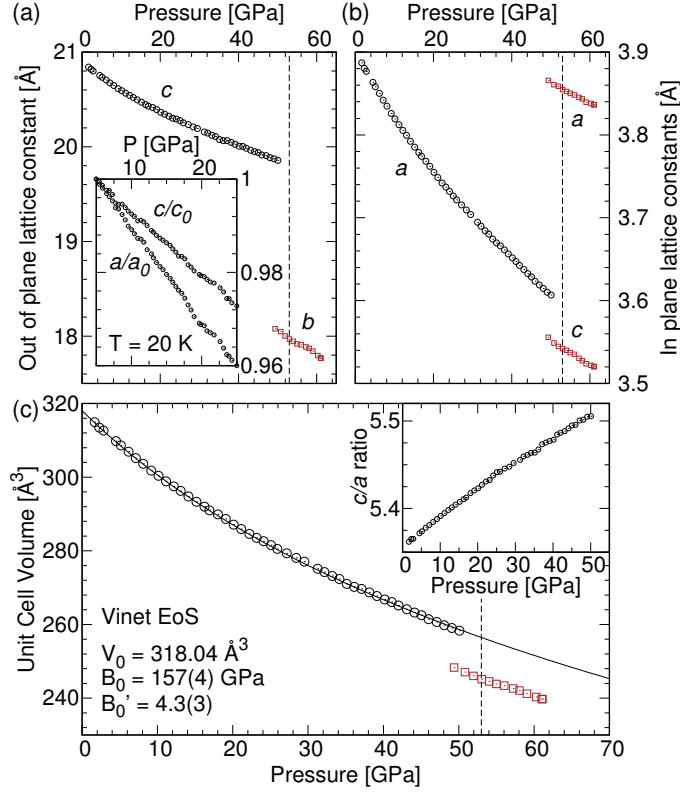 (a) Pressure [GPa]
0 20 40 60
Out of plane lattice constant [Å]
21
20
19
18
c
b
P [GPa]
10 20
1
0.98
0.96
c/c0
a/a0
T = 20 K
(b) Pressure [GPa]
0 20 40 60
In plane lattice constants [Å]
3.9
3.8
3.7
3.6
3.5
a
a
c
(c)
Unit Cell Volume [Å3]
320
300
280
260
240
Vinet EoS
V0 = 318.04 Å3
B0 = 157(4) GPa
B0' = 4.3(3)
c/a ratio
5.5
5.4
0 10 20 30 40 50
Pressure [GPa]
0 10 20 30 40 50 60 70
Pressure [GPa]